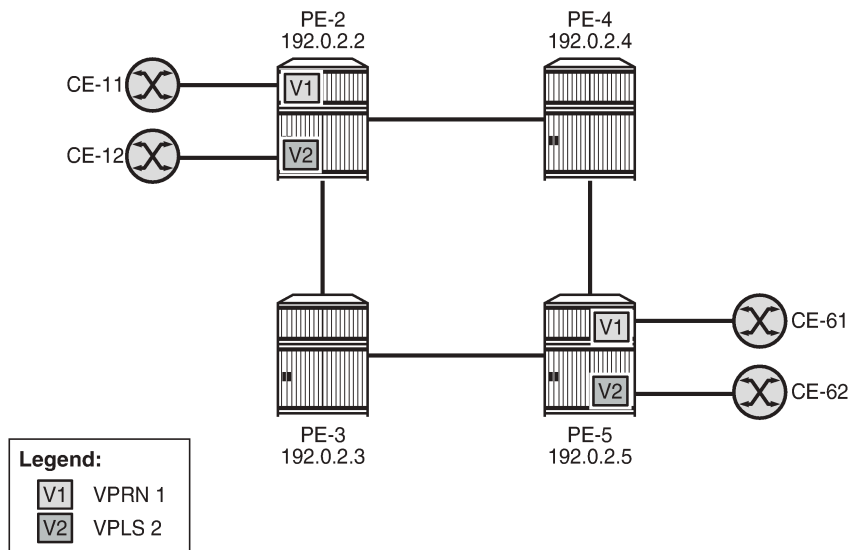 PE-2
192.0.2.2
PE-4
192.0.2.4
CE-11
V1
CE-12
V2
V1
CE-61
V2
CE-62
PE-3
192.0.2.3
PE-5
192.0.2.5
Legend:
V1 VPRN 1
V2 VPLS 2